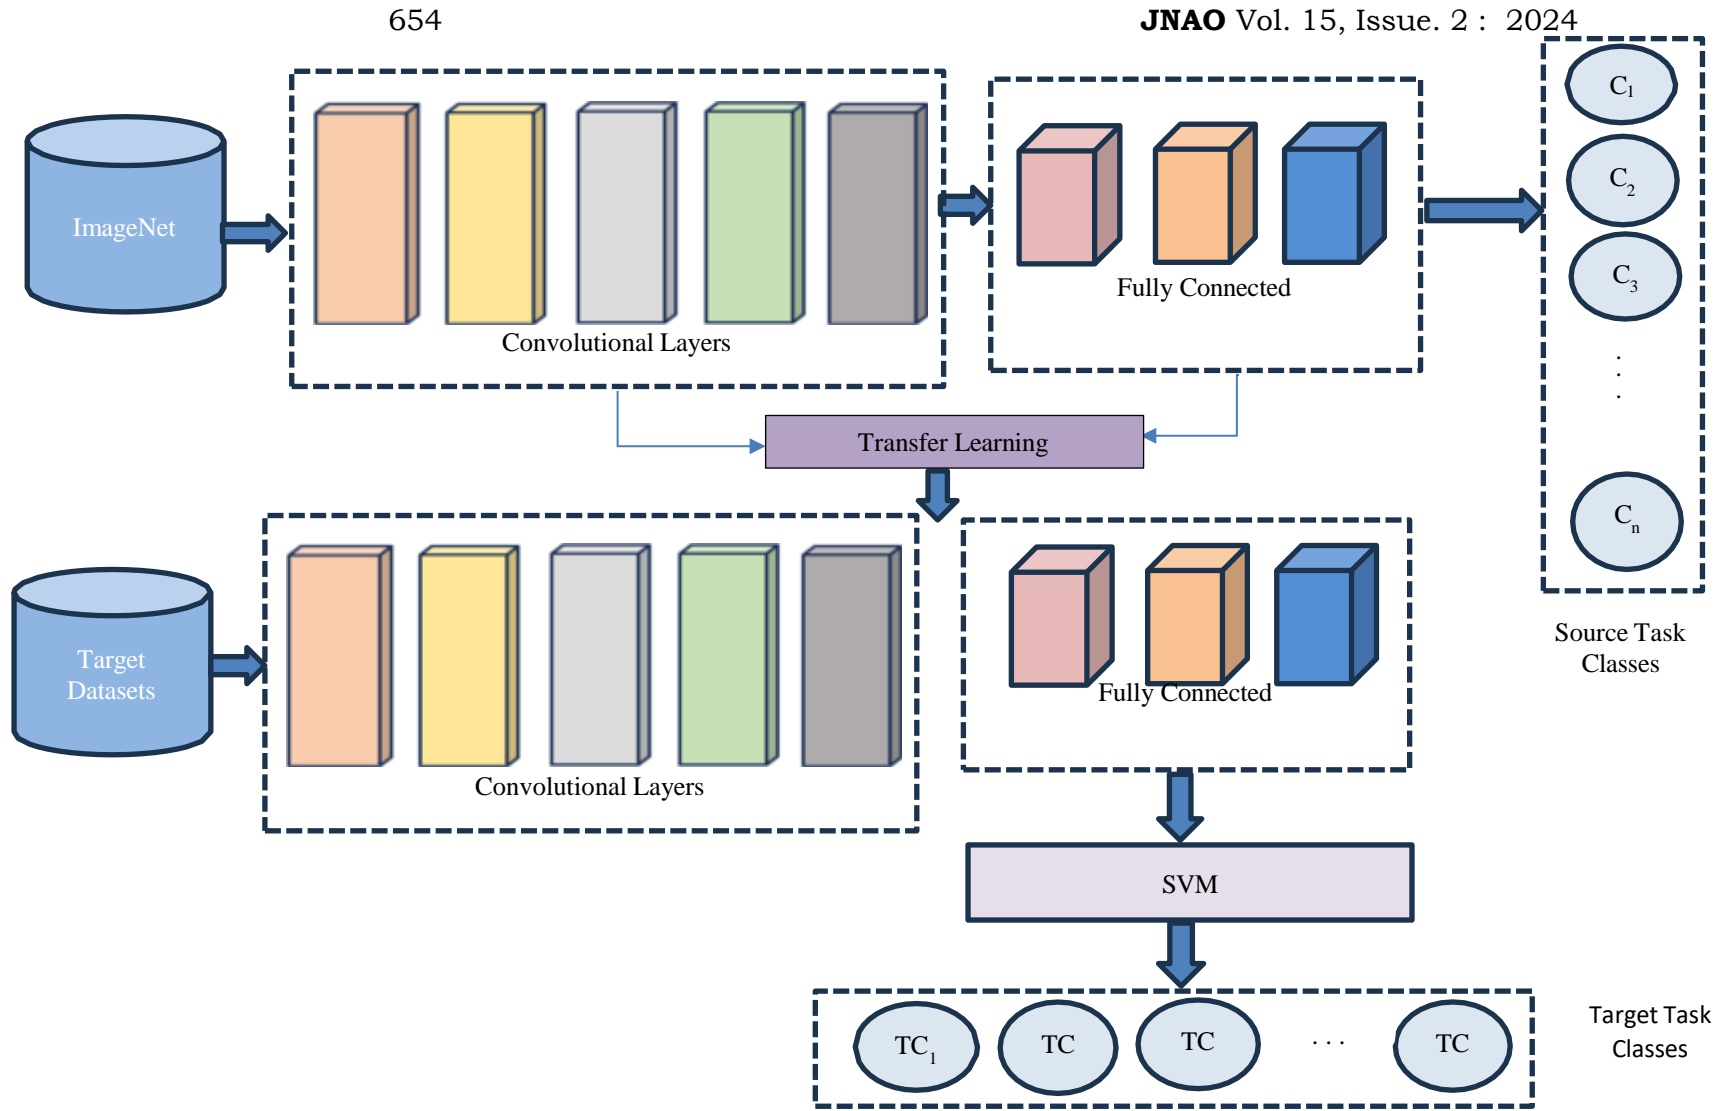 654
JNAO Vol. 15, Issue. 2 : 2024
ImageNet
Convolutional Layers
Fully Connected
C1
C2
C3
.
.
.
Cn
Source Task
Classes
Transfer Learning
Target
Datasets
Convolutional Layers
Fully Connected
SVM
TC1
TC
TC
. . .
TC
Target Task
Classes